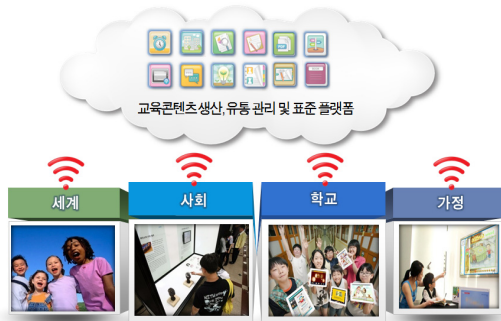 교육콘텐츠 생산, 유통 관리 및 표준 플랫폼
세계
사회
학교
가정